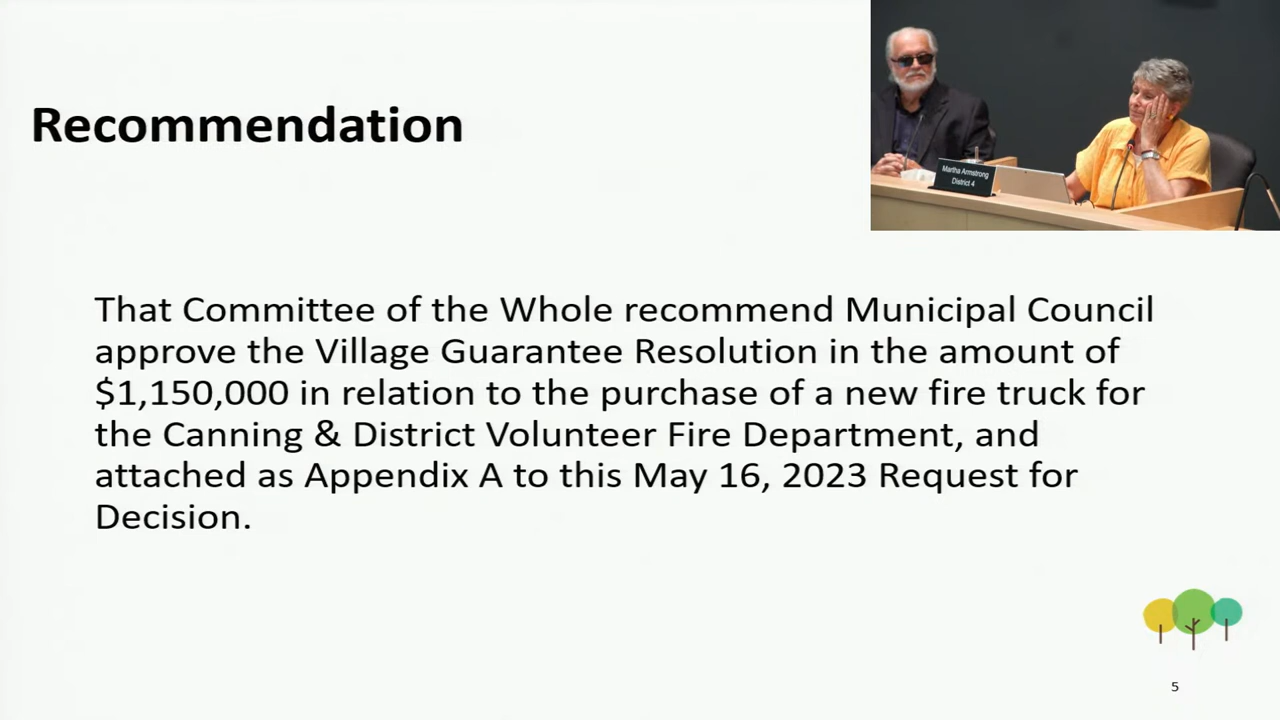 Recommendation
Martha Armstrong
District 4
That Committee of the Whole recommend Municipal Council
approve the Village Guarantee Resolution in the amount of
$1,150,000 in relation to the purchase of a new fire truck for
the Canning & District Volunteer Fire Department, and
attached as Appendix A to this May 16, 2023 Request for
Decision.
5